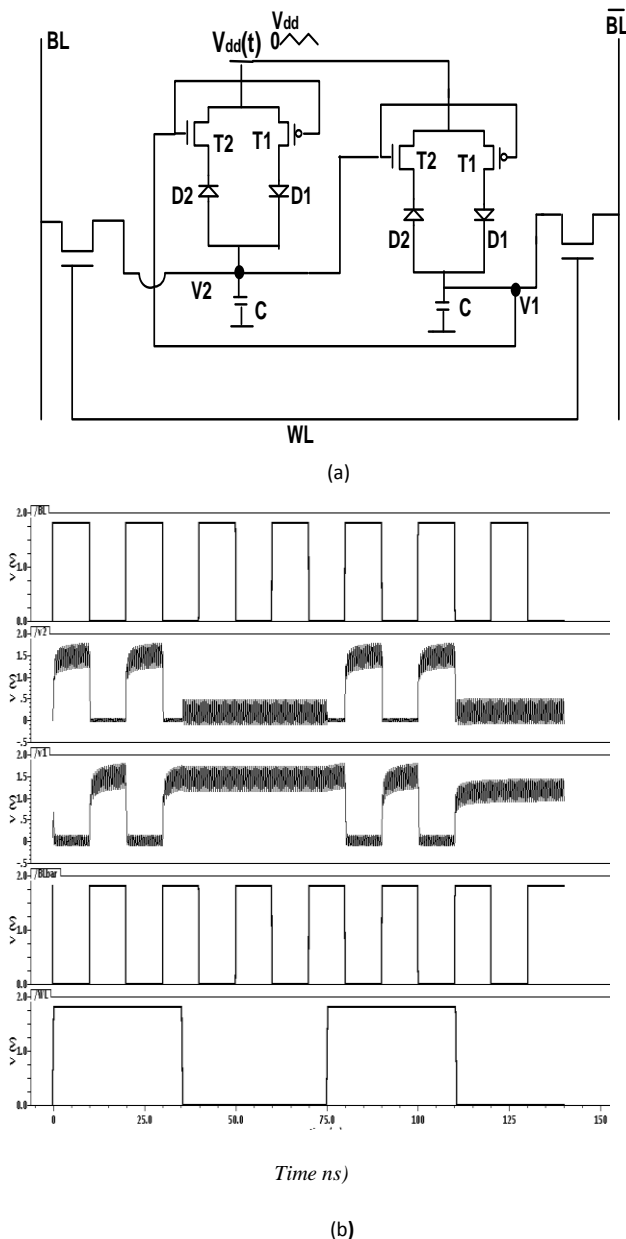 Vdd
BL
Vdd(t) 0
BL
T2
T1
T2
T1
D2
D1
D2
D1
V2
C
C
V1
WL
(a)
/BL
2.0
1.0
0.0
V (V)
/v2
2.0
1.5
1.0
.5
0
-.5
V (V)
/v1
2.0
1.5
1.0
.5
0
-.5
V (V)
/BLbar
2.0
1.0
0.0
V (V)
/WL
2.0
1.0
0.0
V (V)
0
25.0
50.0
75.0
100
125
150
Time ns)
(b)